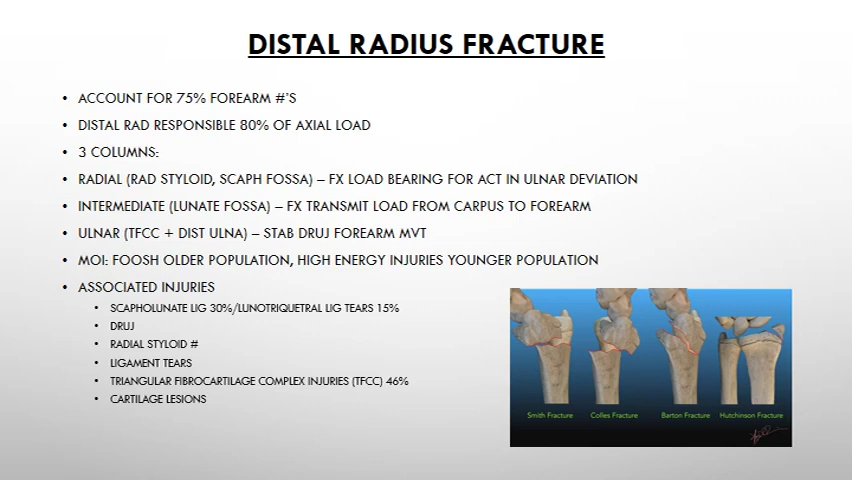 DISTAL RADIUS FRACTURE
• ACCOUNT FOR 75% FOREARM #'S
• DISTAL RAD RESPONSIBLE 80% OF AXIAL LOAD
• 3 COLUMNS:
• RADIAL (RAD STYLOID, SCAPH FOSSA) – FX LOAD BEARING FOR ACT IN ULNAR DEVIATION
• INTERMEDIATE (LUNATE FOSSA) – FX TRANSMIT LOAD FROM CARPUS TO FOREARM
• ULNAR (TFCC + DIST ULNA) – STAB DRUJ FOREARM MVT
• MOI: FOOSH OLDER POPULATION, HIGH ENERGY INJURIES YOUNGER POPULATION
• ASSOCIATED INJURIES
• SCAPHOLUNATE LIG 30%/LUNOTRIQUETRAL LIG TEARS 15%
• DRUJ
• RADIAL STYLOID #
• LIGAMENT TEARS
• TRIANGULAR FIBROCARTILAGE COMPLEX INJURIES (TFCC) 46%
• CARTILAGE LESIONS
Smith Fracture Colles Fracture Barton Fracture Hutchinson Fracture